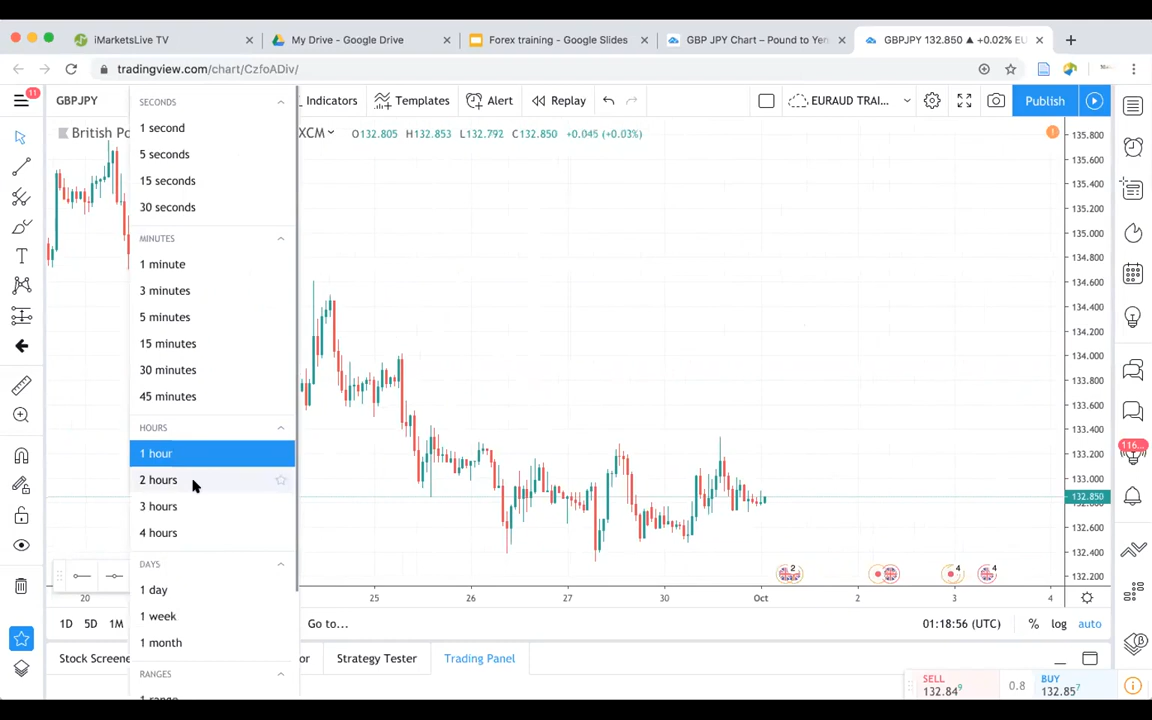 iMarketsLive TV
My Drive - Google Drive
Forex training - Google Slides
GBP JPY Chart – Pound to Yen
GBPJPY 132.850 ▲ +0.02% EU
tradingview.com/chart/CzfoADiv/
11
GBPJPY
Indicators
Templates
Alert
Replay
EURAUD TRAI...
Publish
British Po
XCM
O132.805 H132.853 L132.792 C132.850 +0.045 (+0.03%)
SECONDS
1 second
5 seconds
15 seconds
30 seconds
MINUTES
1 minute
3 minutes
5 minutes
15 minutes
30 minutes
45 minutes
HOURS
1 hour
2 hours
3 hours
4 hours
DAYS
1 day
1 week
1 month
RANGES
135.800
135.600
135.400
135.200
135.000
134.800
134.600
134.400
134.200
134.000
133.800
133.600
133.400
133.200
133.000
132.850
132.600
132.400
132.200
116...
2
4
4
20
25
26
27
30
Oct
2
3
4
1D 5D 1M
Go to...
01:18:56 (UTC)
% log auto
Stock Screene
or
Strategy Tester
Trading Panel
SELL
132.84⁹
0.8
BUY
132.85⁷